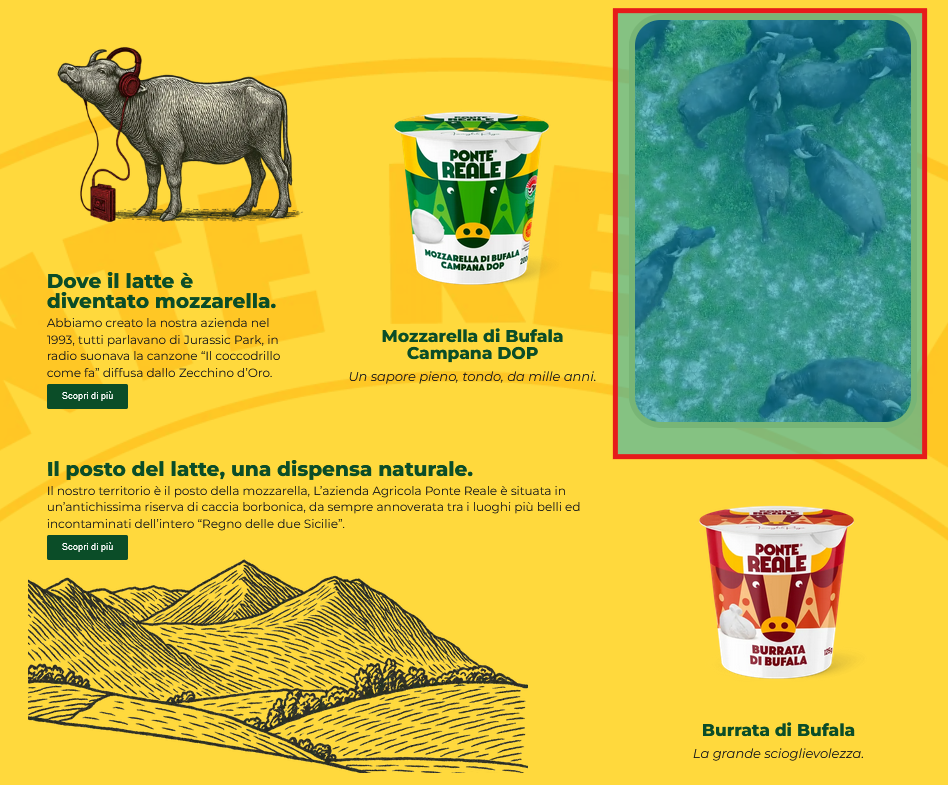 Dove il latte è
diventato mozzarella.
Abbiamo creato la nostra azienda nel
1993, tutti parlavano di Jurassic Park, in
radio suonava la canzone “Il coccodrillo
come fa” diffusa dallo Zecchino d’Oro.
Scopri di più
PONTE
REALE
PONTE
REALE
MOZZARELLA DI BUFALA
CAMPANA DOP
Mozzarella di Bufala
Campana DOP
Un sapore pieno, tondo, da mille anni.
Il posto del latte, una dispensa naturale.
Il nostro territorio è il posto della mozzarella, L’azienda Agricola Ponte Reale è situata in
un’antichissima riserva di caccia borbonica, da sempre annoverata tra i luoghi più belli ed
incontaminati dell’intero “Regno delle due Sicilie”.
Scopri di più
PONTE
REALE
BURRATA
DI BUFALA
125g
Burrata di Bufala
La grande scioglievolezza.